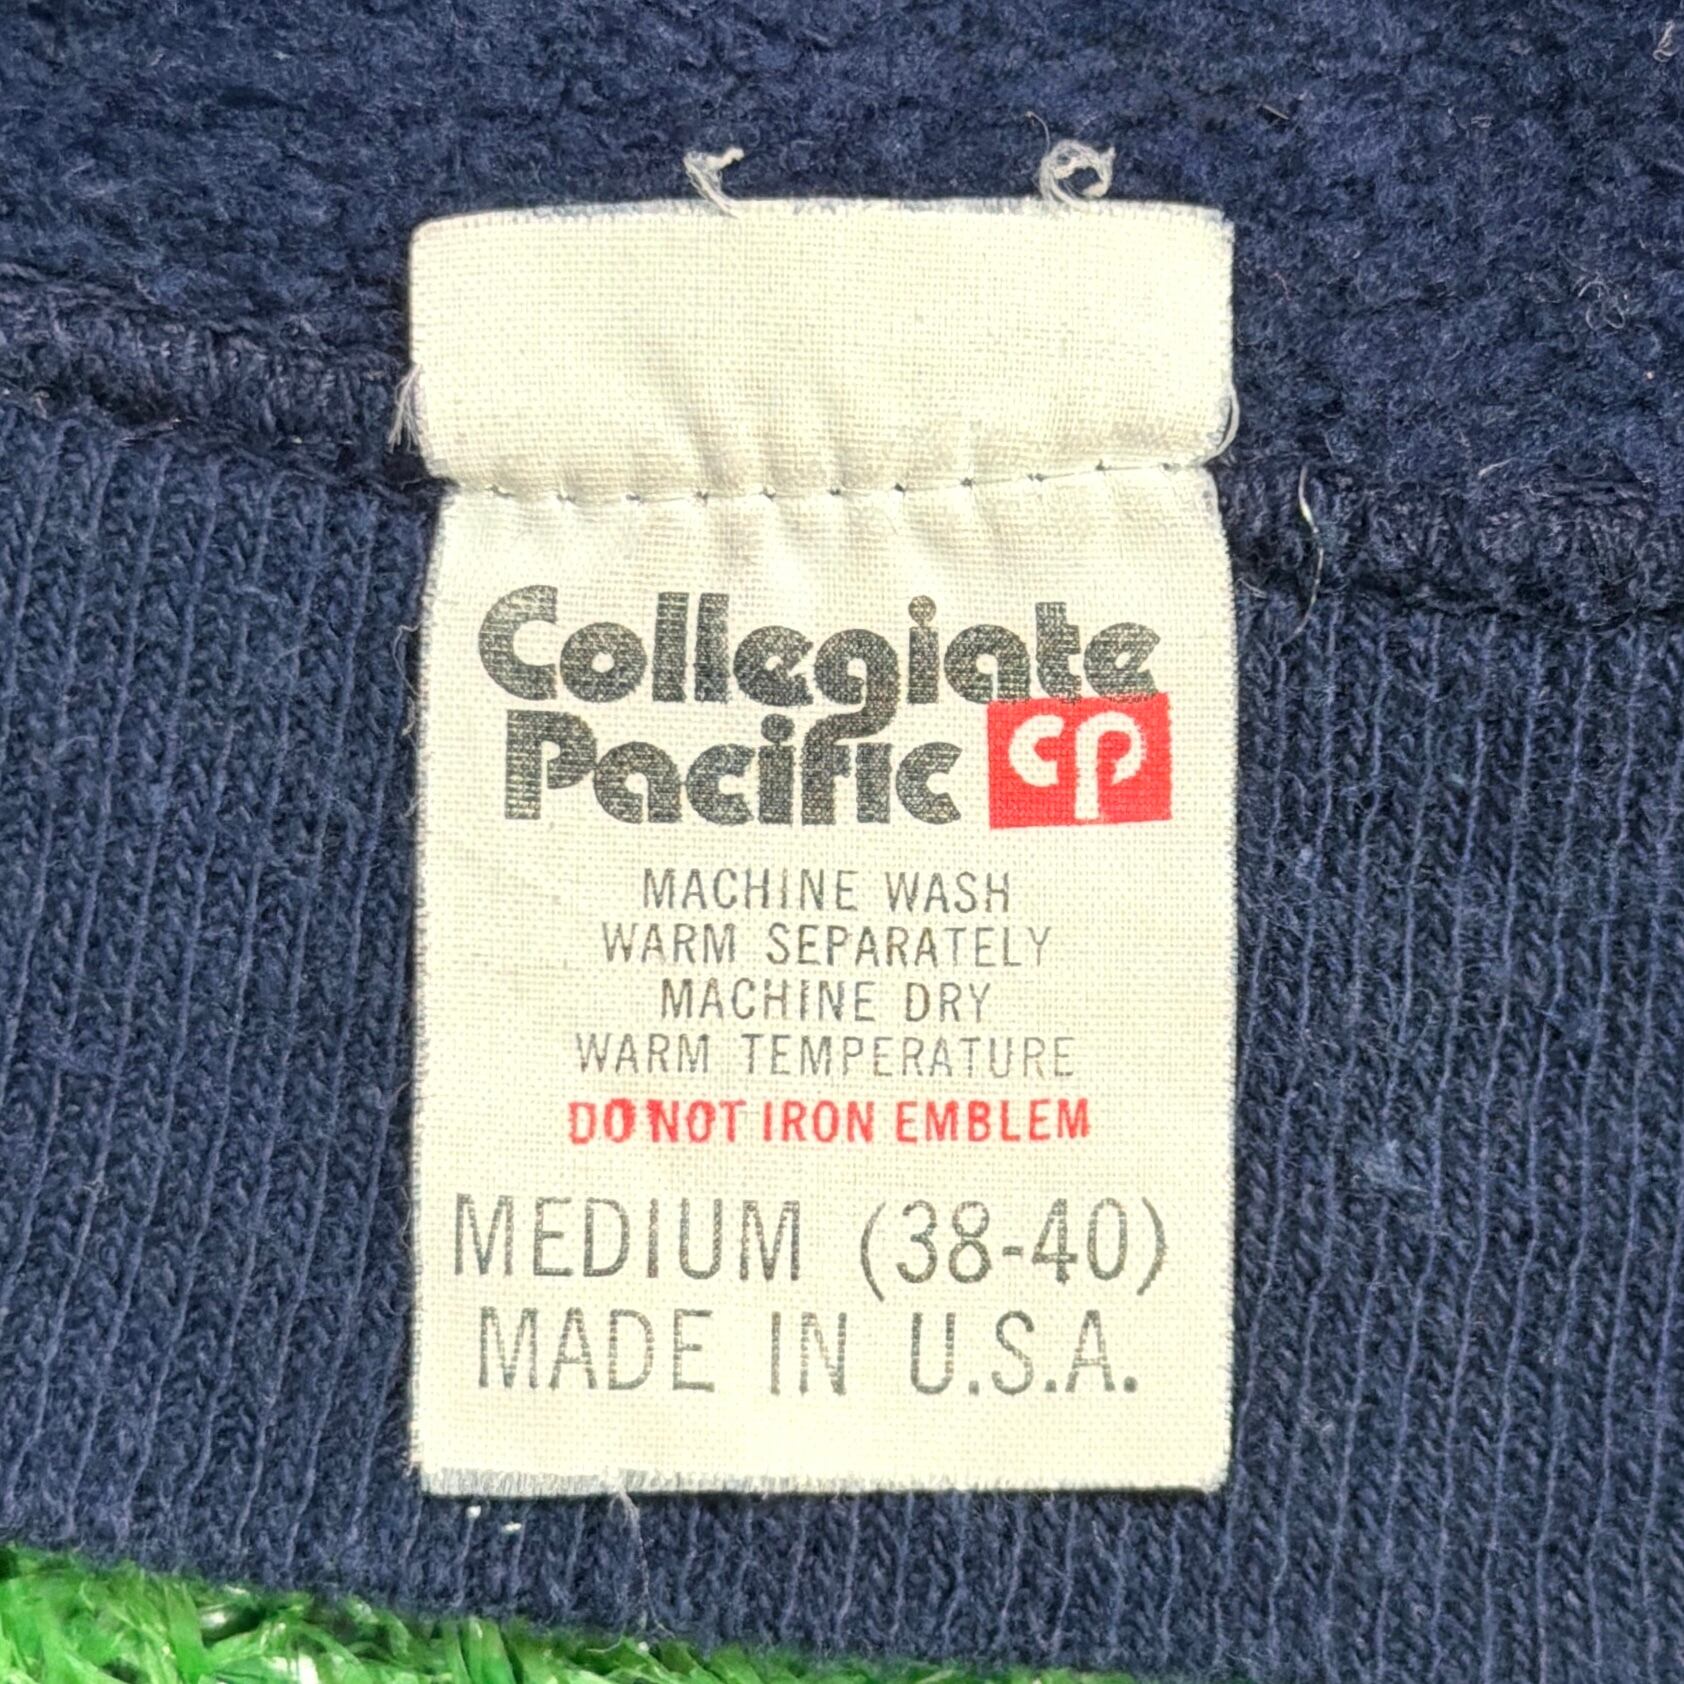 Collegiate
Pacific CP
MACHINE WASH
WARM SEPARATELY
MACHINE DRY
WARM TEMPERATURE
DO NOT IRON EMBLEM
MEDIUM (38-40)
MADE IN U.S.A.